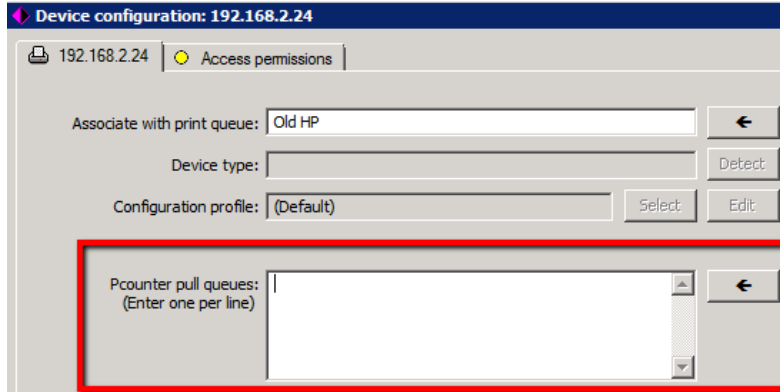 Device configuration: 192.168.2.24
192.168.2.24 Access permissions
Associate with print queue: Old HP
Device type: Detect
Configuration profile: (Default) Select Edit
Pcounter pull queues:
(Enter one per line)